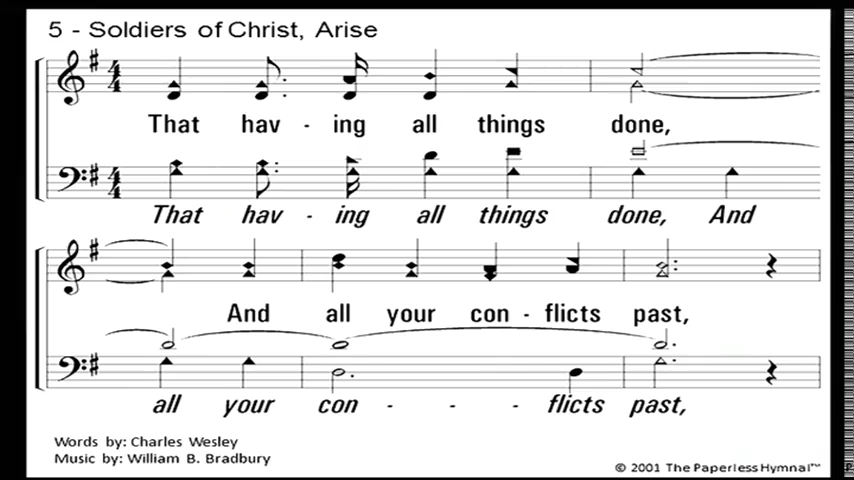 5 - Soldiers of Christ, Arise
That hav - ing all things done,
That hav - ing all things done, And
And all your con - flicts past,
all your con - - - flicts past,
Words by: Charles Wesley
Music by: William B. Bradbury
© 2001 The Paperless Hymnal™